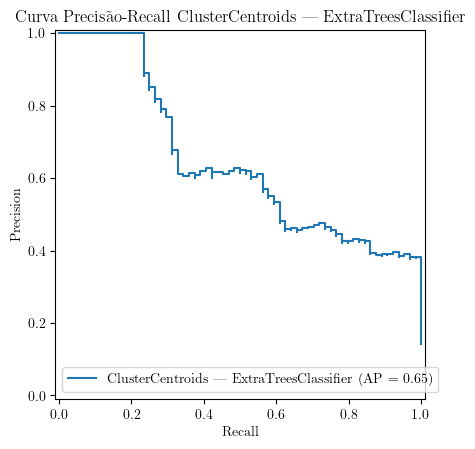 Curva Precisão-Recall ClusterCentroids — ExtraTreesClassifier
1.0
0.8
0.6
0.4
0.2
0.0
Precision
ClusterCentroids — ExtraTreesClassifier (AP = 0.65)
0.0 0.2 0.4 0.6 0.8 1.0
Recall